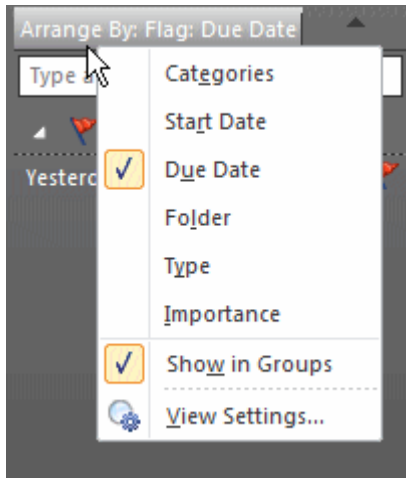 Arrange By: Flag: Due Date
Type a
Categories
Start Date
Yesterd
Due Date
Folder
Type
Importance
Show in Groups
View Settings...